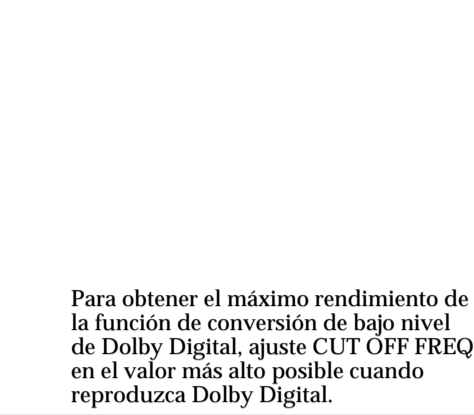 Para obtener el máximo rendimiento de
la función de conversión de bajo nivel
de Dolby Digital, ajuste CUT OFF FREQ
en el valor más alto posible cuando
reproduzca Dolby Digital.